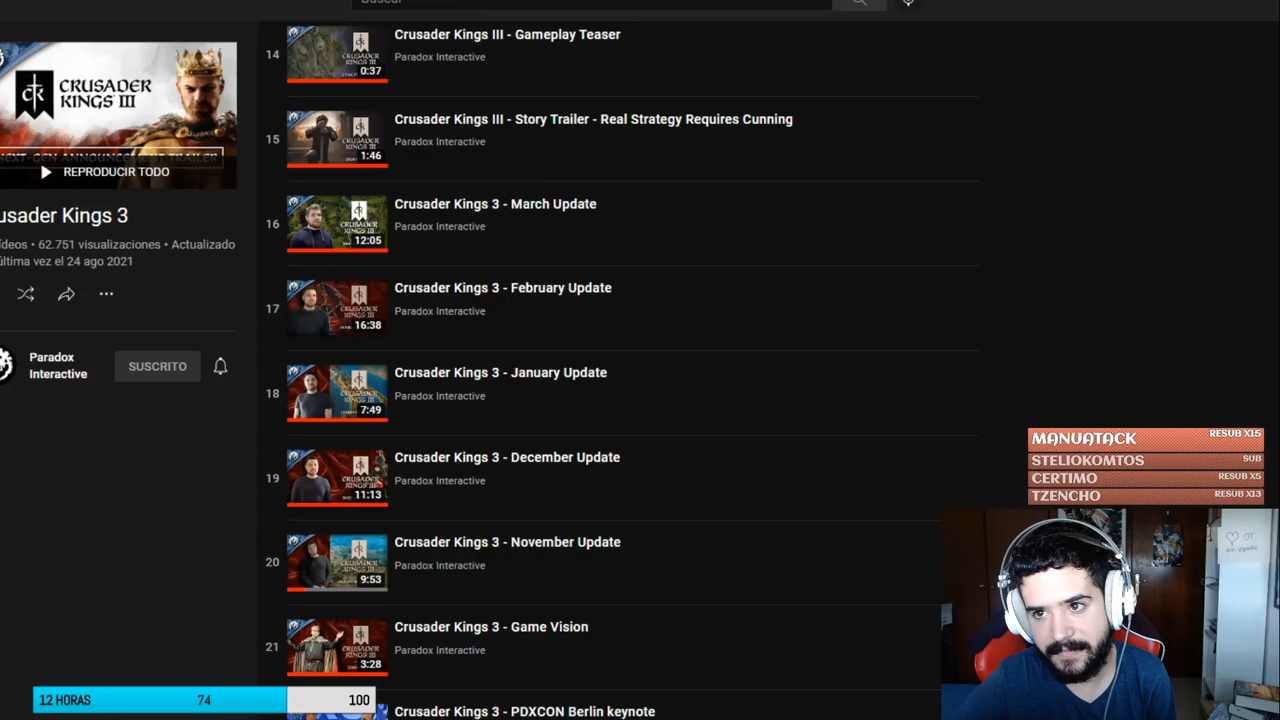 Buscar
CRUSADER
KINGS III
NEXT-GEN ANNOUNCEMENT TRAILER
REPRODUCIR TODO
usader Kings 3
ídeos • 62.751 visualizaciones • Actualizado
última vez el 24 ago 2021
Paradox
Interactive
SUSCRITO
14
0:37
Crusader Kings III - Gameplay Teaser
Paradox Interactive
15
1:46
Crusader Kings III - Story Trailer - Real Strategy Requires Cunning
Paradox Interactive
16
12:05
Crusader Kings 3 - March Update
Paradox Interactive
17
16:38
Crusader Kings 3 - February Update
Paradox Interactive
18
7:49
Crusader Kings 3 - January Update
Paradox Interactive
19
11:13
Crusader Kings 3 - December Update
Paradox Interactive
20
9:53
Crusader Kings 3 - November Update
Paradox Interactive
21
3:28
Crusader Kings 3 - Game Vision
Paradox Interactive
Crusader Kings 3 - PDXCON Berlin keynote
MANUATACK RESUB X15
STELIOKOMTOS SUB
CERTIMO RESUB X5
TZENCHO RESUB X13
12 HORAS 74 100